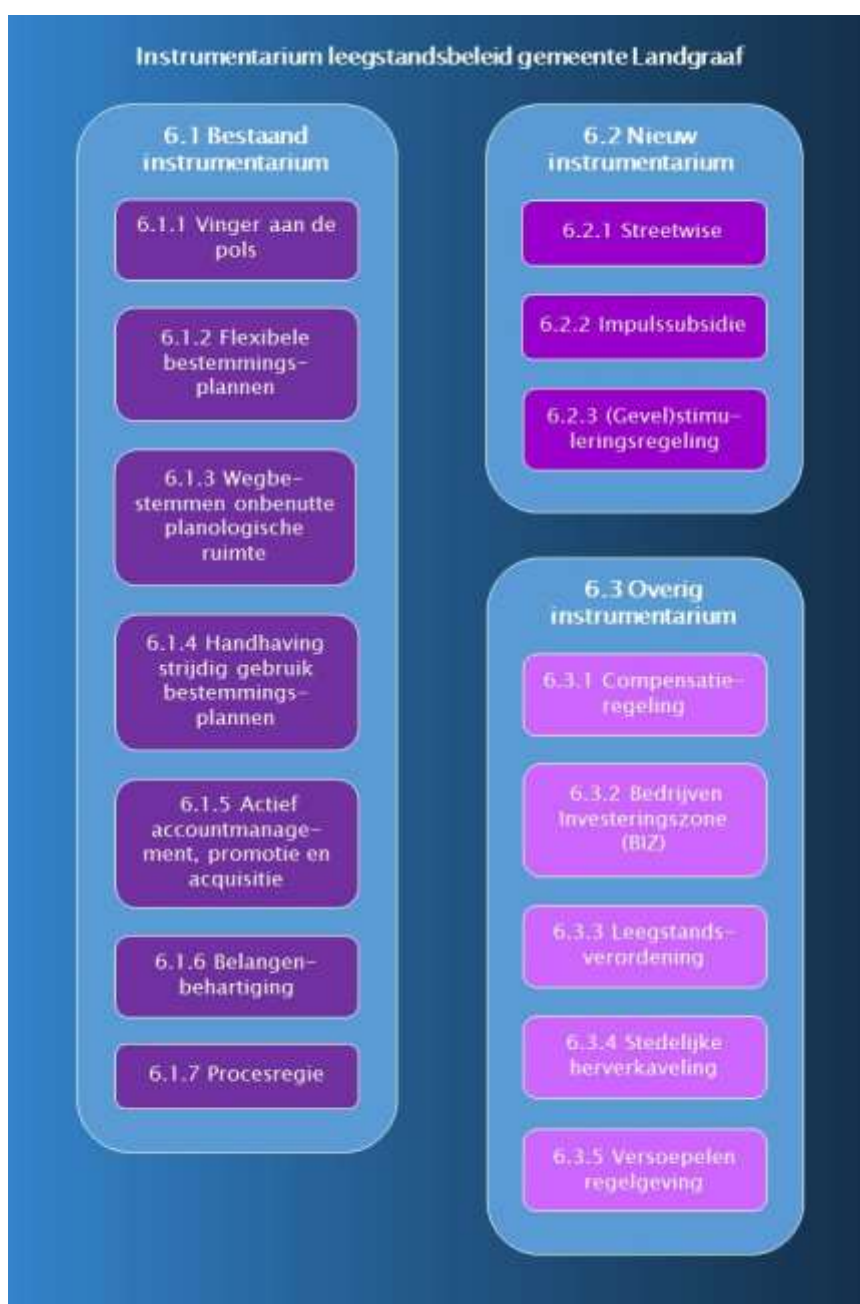 Instrumentarium leegstandsbeleid gemeente Landgraaf
6.1 Bestaand
instrumentarium
6.1.1 Vinger aan de
pols
6.1.2 Flexibele
bestemmings-
plannen
6.1.3 Wegbe-
stemmen onbenutte
planologische
ruimte
6.1.4 Handhaving
strijdig gebruik
bestemmings-
plannen
6.1.5 Actief
accountmanage-
ment, promotie en
acquisitie
6.1.6 Belangen-
behartiging
6.1.7 Procesregie
6.2 Nieuw
instrumentarium
6.2.1 Streetwise
6.2.2 Impulssubsidie
6.2.3 (Gevel)stimu-
leringsregeling
6.3 Overig
instrumentarium
6.3.1 Compensatie-
regeling
6.3.2 Bedrijven
Investeringszone
(BIZ)
6.3.3 Leegstands-
verordening
6.3.4 Stedelijke
herverkaveling
6.3.5 Versoepelen
regelgeving